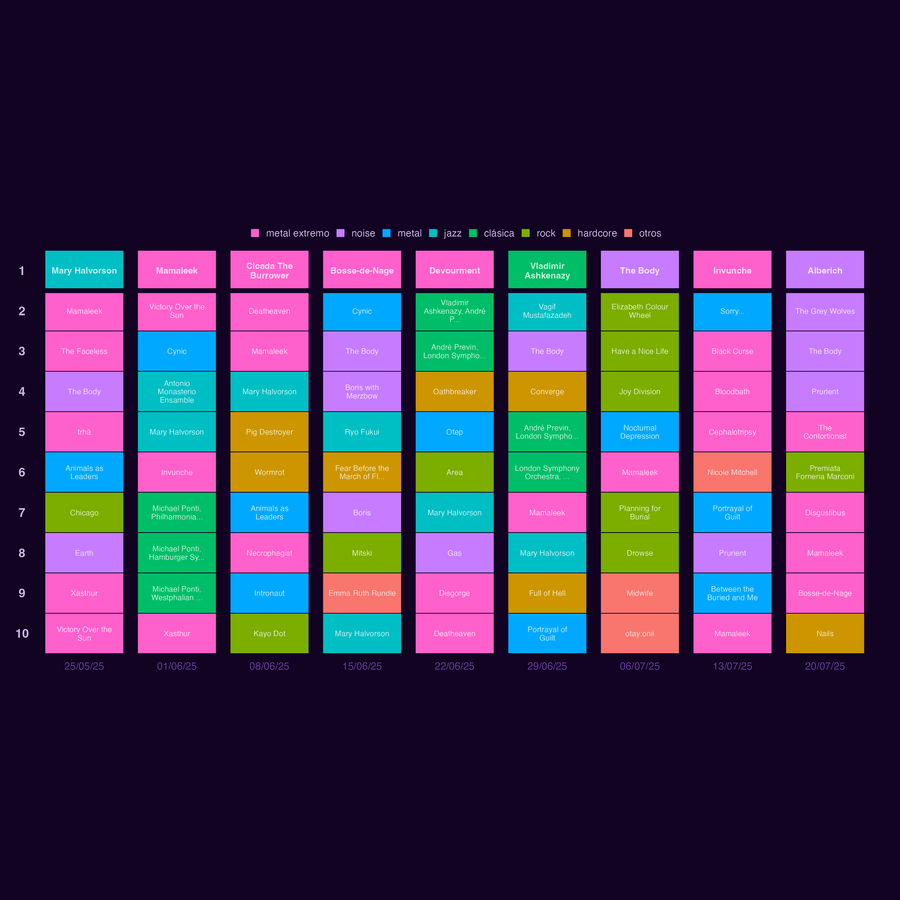 metal extremo noise metal jazz clásica rock hardcore otros
1 Mary Halvorson Mamaleek Cicada The Burrower Bosse-de-Nage Devourment Vladimir Ashkenazy The Body Invunche Alberich
2 Mamaleek Victory Over the Sun Deafheaven Cynic Vladimir Ashkenazy, André P... Vagif Mustafazadeh Elizabeth Colour Wheel Sorry... The Grey Wolves
3 The Faceless Cynic Mamaleek The Body André Previn, London Sympho... The Body Have a Nice Life Black Curse The Body
4 The Body Antonio Monasterio Ensamble Mary Halvorson Boris with Merzbow Oathbreaker Converge Joy Division Bloodbath Prurient
5 Irhã Mary Halvorson Pig Destroyer Ryo Fukui Otep André Previn, London Sympho... Nocturnal Depression Cephalotripsy The Contortionist
6 Animals as Leaders Invunche Wormrot Fear Before the March of Fl... Area London Symphony Orchestra, ... Mamaleek Nicole Mitchell Premiata Forneria Marconi
7 Chicago Michael Ponti, Philharmonia... Animals as Leaders Boris Mary Halvorson Mamaleek Planning for Burial Portrayal of Guilt Disgustibus
8 Earth Michael Ponti, Hamburger Sy... Necrophagist Mitski Gas Mary Halvorson Drowse Prurient Mamaleek
9 Xasthur Michael Ponti, Westphalian ... Intronaut Emma Ruth Rundle Disgorge Full of Hell Midwife Between the Buried and Me Bosse-de-Nage
10 Victory Over the Sun Xasthur Kayo Dot Mary Halvorson Deafheaven Portrayal of Guilt otay:onii Mamaleek Nails
25/05/25 01/06/25 08/06/25 15/06/25 22/06/25 29/06/25 06/07/25 13/07/25 20/07/25